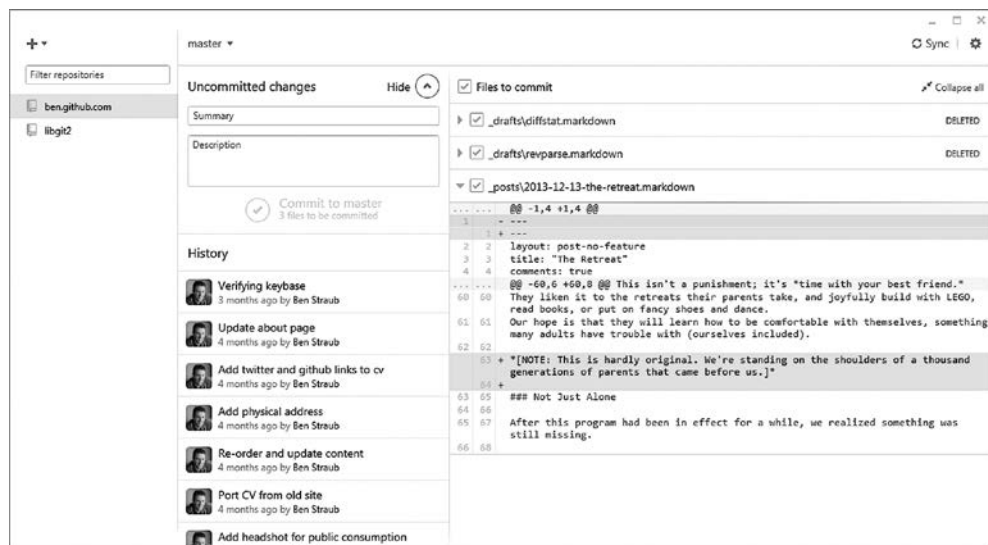 master
Sync
Filter repositories
ben.github.com
libgit2
Uncommitted changes
Hide
Summary
Description
Commit to master
3 files to be committed
History
Verifying keybase
3 months ago by Ben Straub
Update about page
4 months ago by Ben Straub
Add twitter and github links to cv
4 months ago by Ben Straub
Add physical address
4 months ago by Ben Straub
Re-order and update content
4 months ago by Ben Straub
Port CV from old site
4 months ago by Ben Straub
Add headshot for public consumption
Files to commit
Collapse all
_drafts\diffstat.markdown DELETED
_drafts\revparse.markdown DELETED
_posts\2013-12-13-the-retreat.markdown
... ... @@ -1,4 +1,4 @@
1 - ---
1 + ---
2 2 layout: post-no-feature
3 3 title: "The Retreat"
4 4 comments: true
... ... @@ -60,6 +60,8 @@ This isn't a punishment; it's *time with your best friend.*
60 60 They liken it to the retreats their parents take, and joyfully build with LEGO,
read books, or put on fancy shoes and dance.
61 61 Our hope is that they will learn how to be comfortable with themselves, something
many adults have trouble with (ourselves included).
62 62
63 + *[NOTE: This is hardly original. We're standing on the shoulders of a thousand
generations of parents that came before us.]*
64 +
63 65 ### Not Just Alone
64 66
65 67 After this program had been in effect for a while, we realized something was
still missing.
66 68